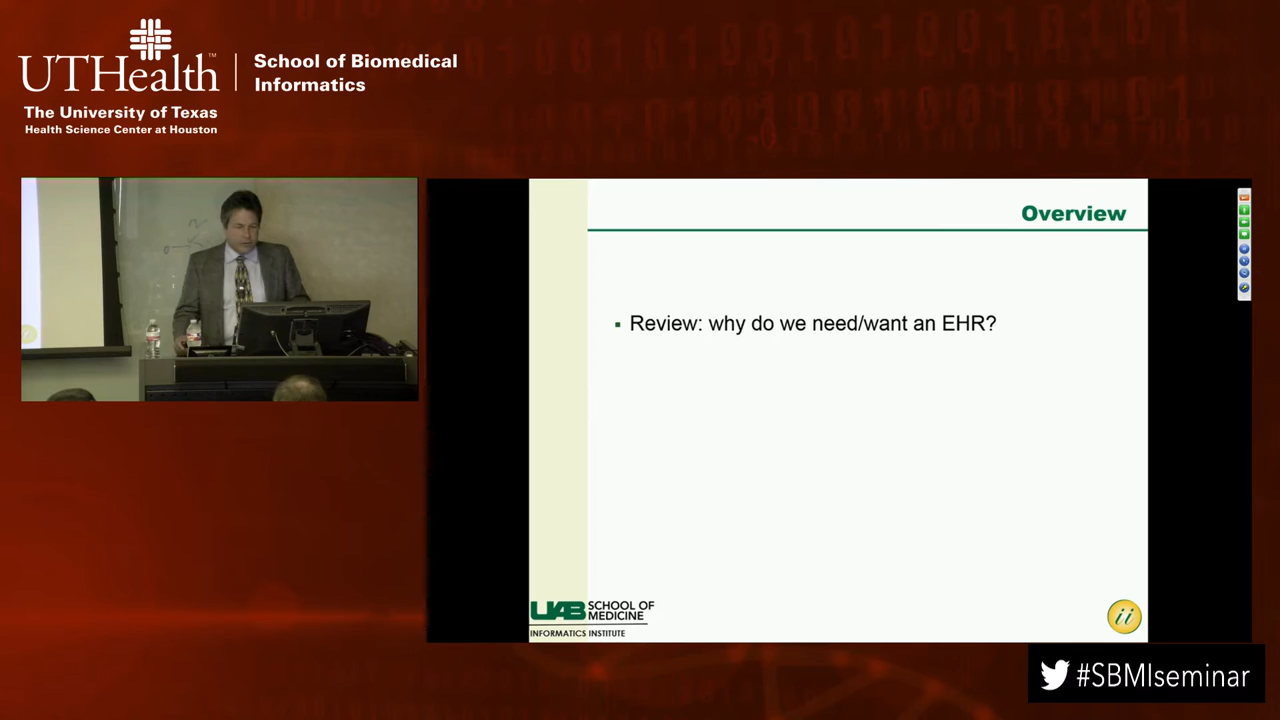 UTHealth™
School of Biomedical
Informatics
The University of Texas
Health Science Center at Houston
Overview
▪ Review: why do we need/want an EHR?
UAB SCHOOL OF
MEDICINE
INFORMATICS INSTITUTE
ii
#SBMIseminar